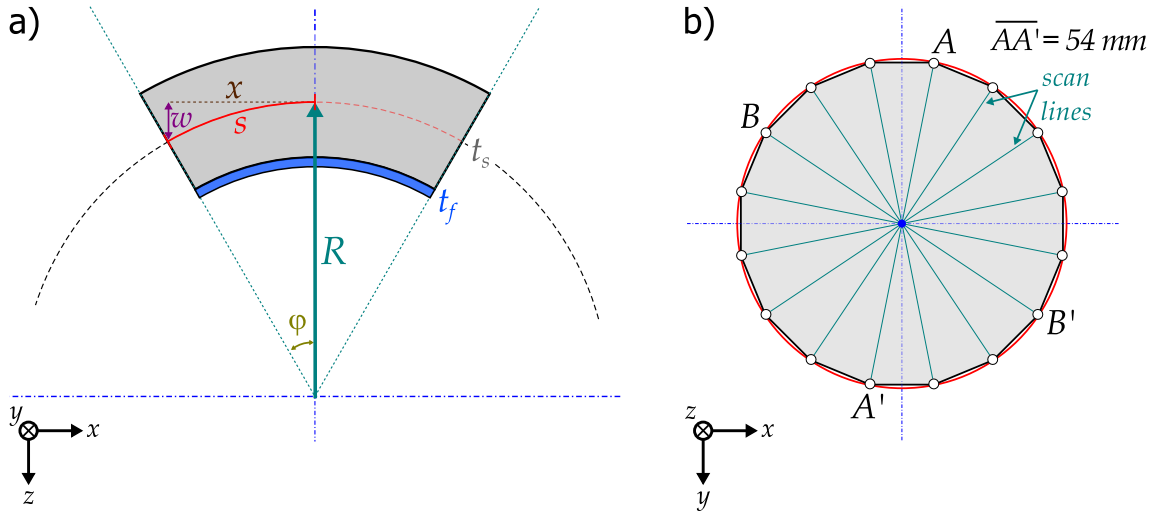 a)
x
w
s
t_s
t_f
R
φ
y
x
z
b)
A
AA' = 54 mm
scan
lines
B
B'
A'
z
x
y